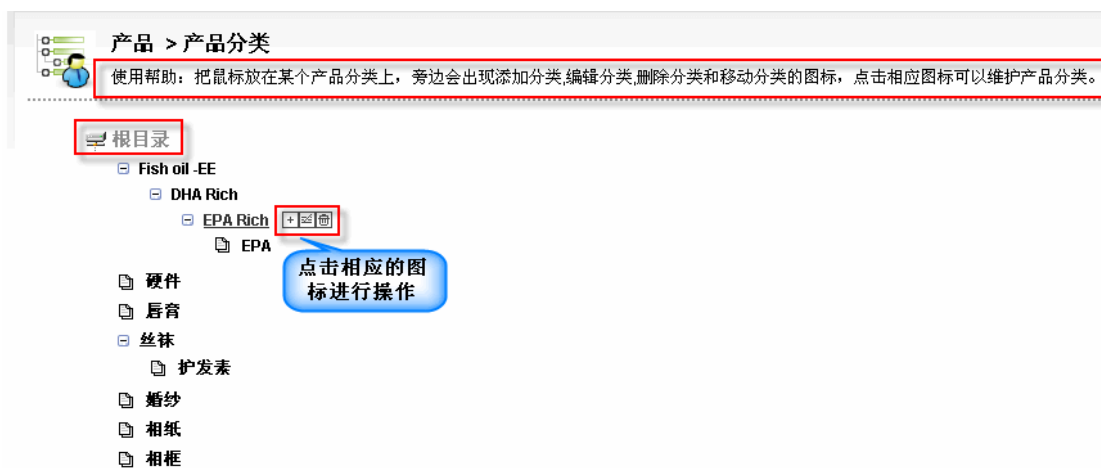 产品 >产品分类
使用帮助：把鼠标放在某个产品分类上，旁边会出现添加分类,编辑分类,删除分类和移动分类的图标，点击相应图标可以维护产品分类。
根目录
Fish oil -EE
DHA Rich
EPA Rich
EPA
点击相应的图
标进行操作
硬件
唇膏
丝袜
护发素
婚纱
相纸
相框